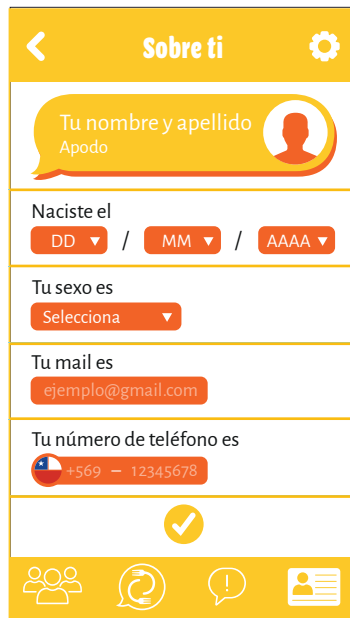 Sobre ti
Tu nombre y apellido
Apodo
Naciste el
DD / MM / AAAA
Tu sexo es
Selecciona
Tu mail es
ejemplo@gmail.com
Tu número de teléfono es
+569 – 12345678